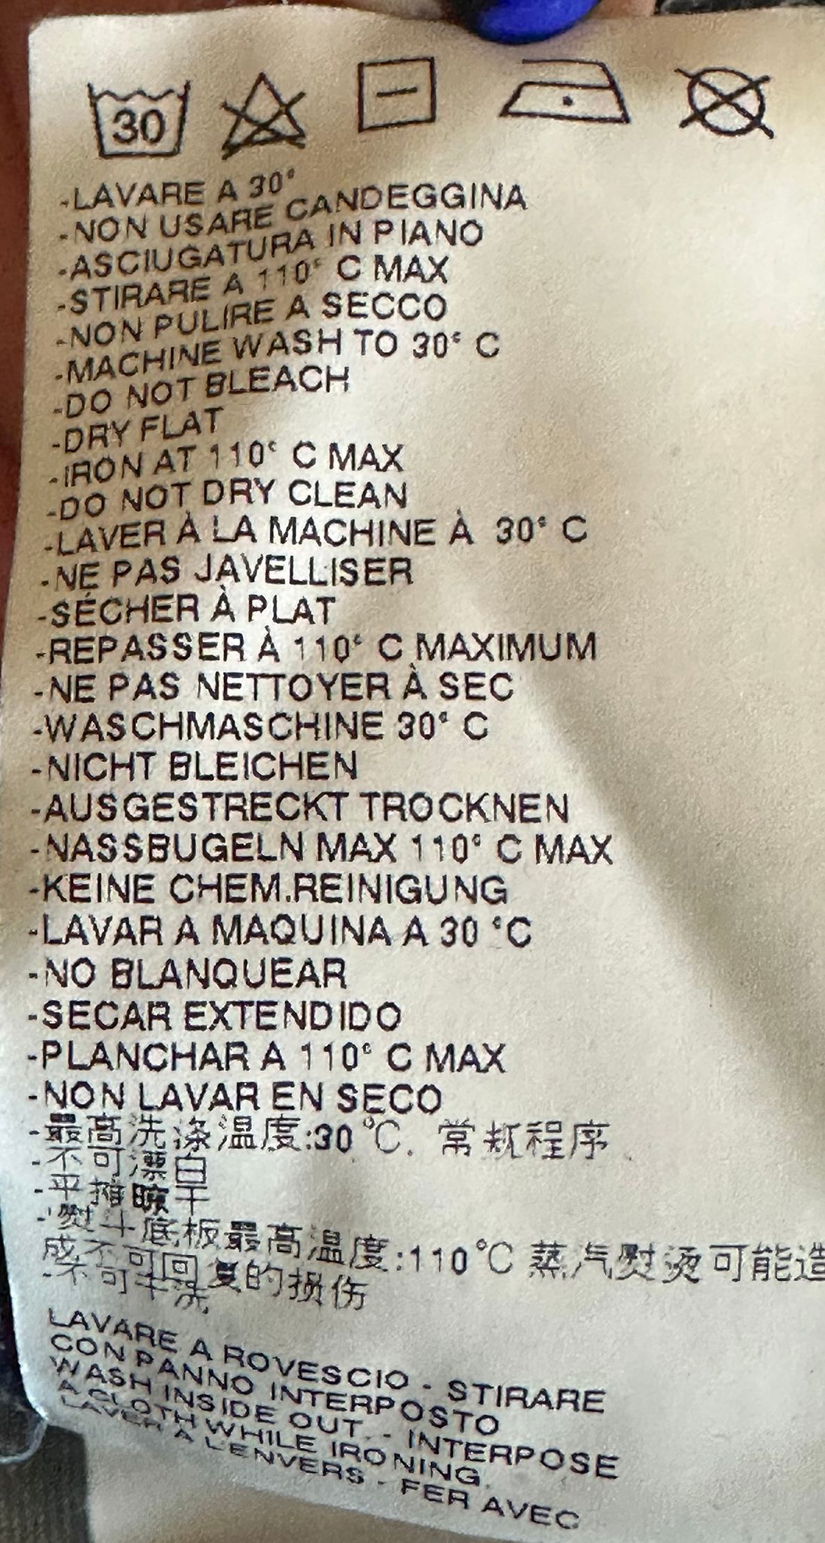 30
-LAVARE A 30°
-NON USARE CANDEGGINA
-ASCIUGATURA IN PIANO
-STIRARE A 110° C MAX
-NON PULIRE A SECCO
-MACHINE WASH TO 30° C
-DO NOT BLEACH
-DRY FLAT
-IRON AT 110° C MAX
-DO NOT DRY CLEAN
-LAVER À LA MACHINE À 30° C
-NE PAS JAVELLISER
-SÉCHER À PLAT
-REPASSER À 110° C MAXIMUM
-NE PAS NETTOYER À SEC
-WASCHMASCHINE 30° C
-NICHT BLEICHEN
-AUSGESTRECKT TROCKNEN
-NASSBUGELN MAX 110° C MAX
-KEINE CHEM.REINIGUNG
-LAVAR A MAQUINA A 30 °C
-NO BLANQUEAR
-SECAR EXTENDIDO
-PLANCHAR A 110° C MAX
-NON LAVAR EN SECO
-最高洗涤温度:30℃. 常规程序
-不可漂白
-平摊晾干
-熨斗底板最高温度:110℃ 蒸汽熨烫可能造
成不可回复的损伤
-不可干洗
LAVARE A ROVESCIO - STIRARE
CON PANNO INTERPOSTO
WASH INSIDE OUT. - INTERPOSE
A CLOTH WHILE IRONING.
LAVER A L'ENVERS - FER AVEC